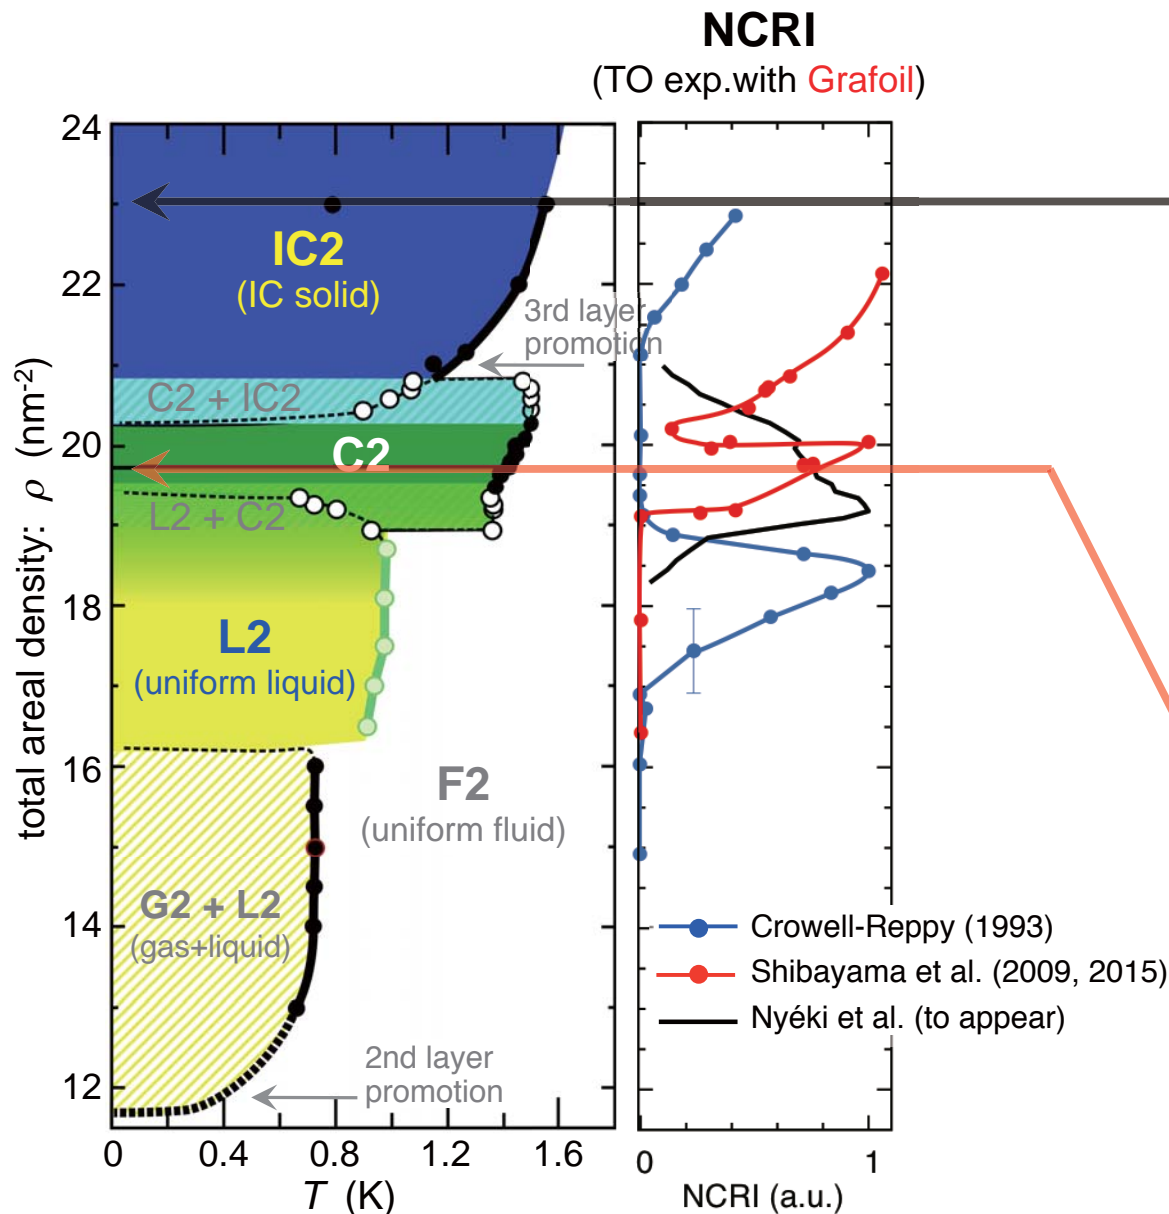 NCRI
(TO exp.with Grafoil)
24
22
20
18
16
14
12
total areal density: ρ (nm-2)
IC2
(IC solid)
3rd layer
promotion
C2 + IC2
C2
L2 + C2
L2
(uniform liquid)
F2
(uniform fluid)
G2 + L2
(gas+liquid)
2nd layer
promotion
0
0.4
0.8
1.2
1.6
T (K)
Crowell-Reppy (1993)
Shibayama et al. (2009, 2015)
Nyéki et al. (to appear)
0
1
NCRI (a.u.)